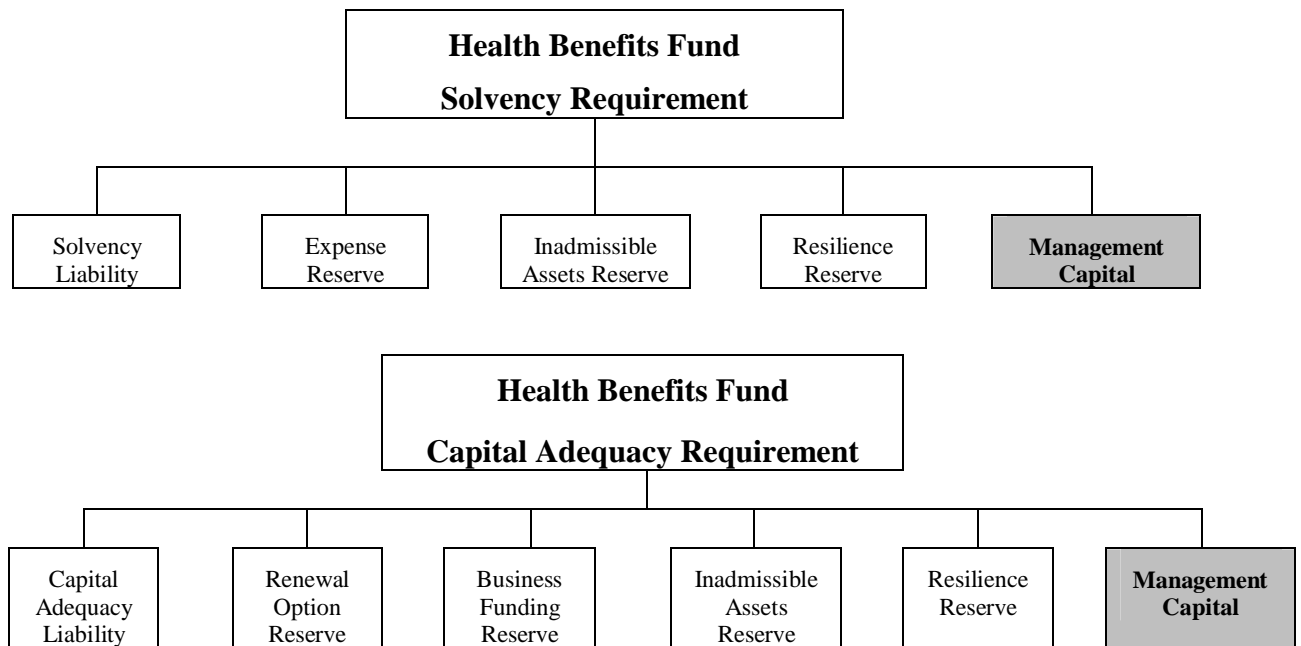 Health Benefits Fund
Solvency Requirement
Solvency
Liability
Expense
Reserve
Inadmissible
Assets Reserve
Resilience
Reserve
Management
Capital
Health Benefits Fund
Capital Adequacy Requirement
Capital
Adequacy
Liability
Renewal
Option
Reserve
Business
Funding
Reserve
Inadmissible
Assets
Reserve
Resilience
Reserve
Management
Capital